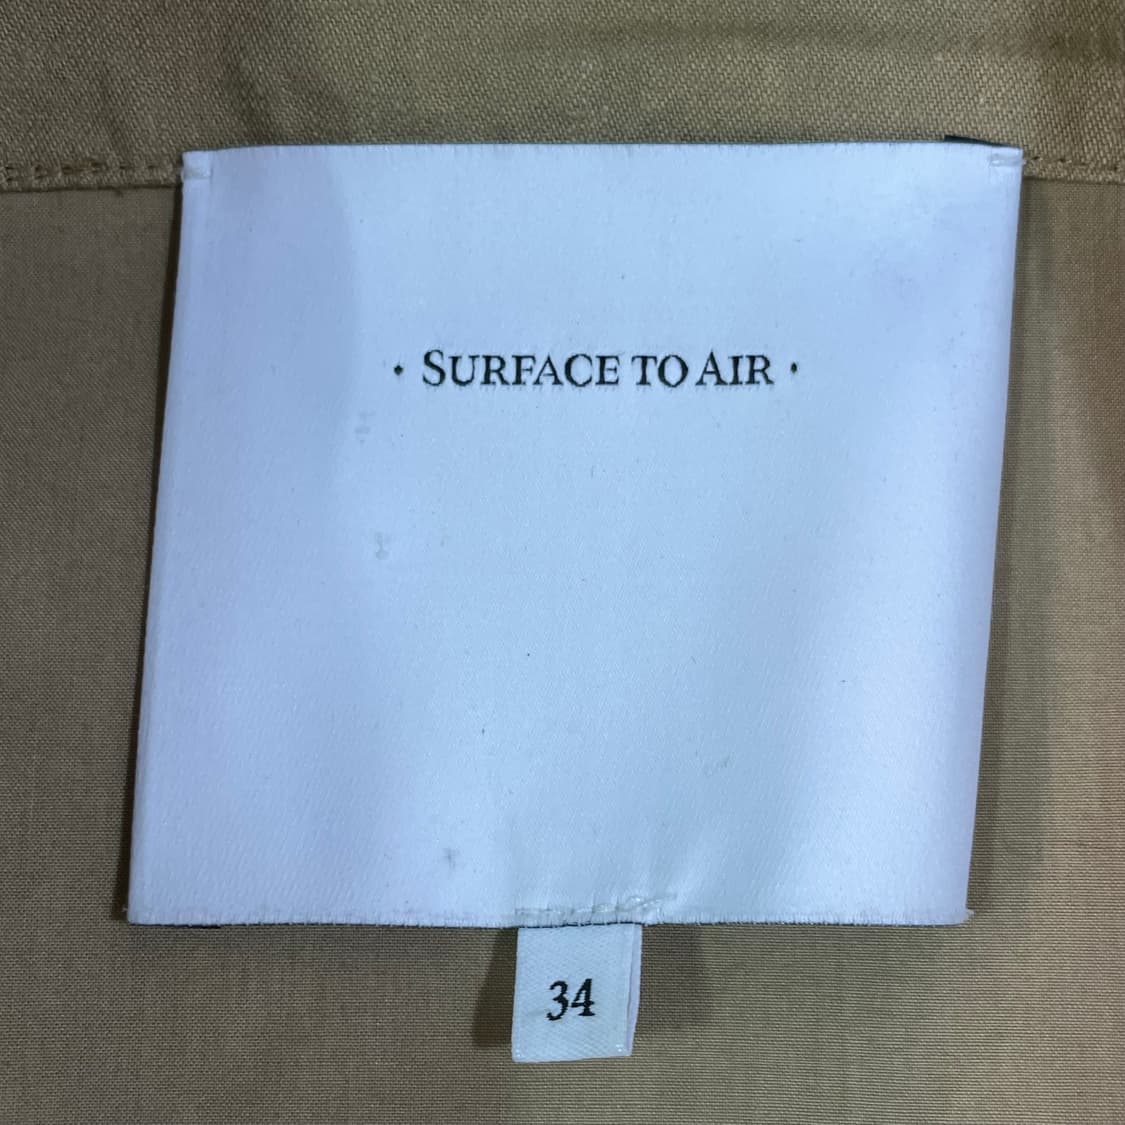 · SURFACE TO AIR ·
34